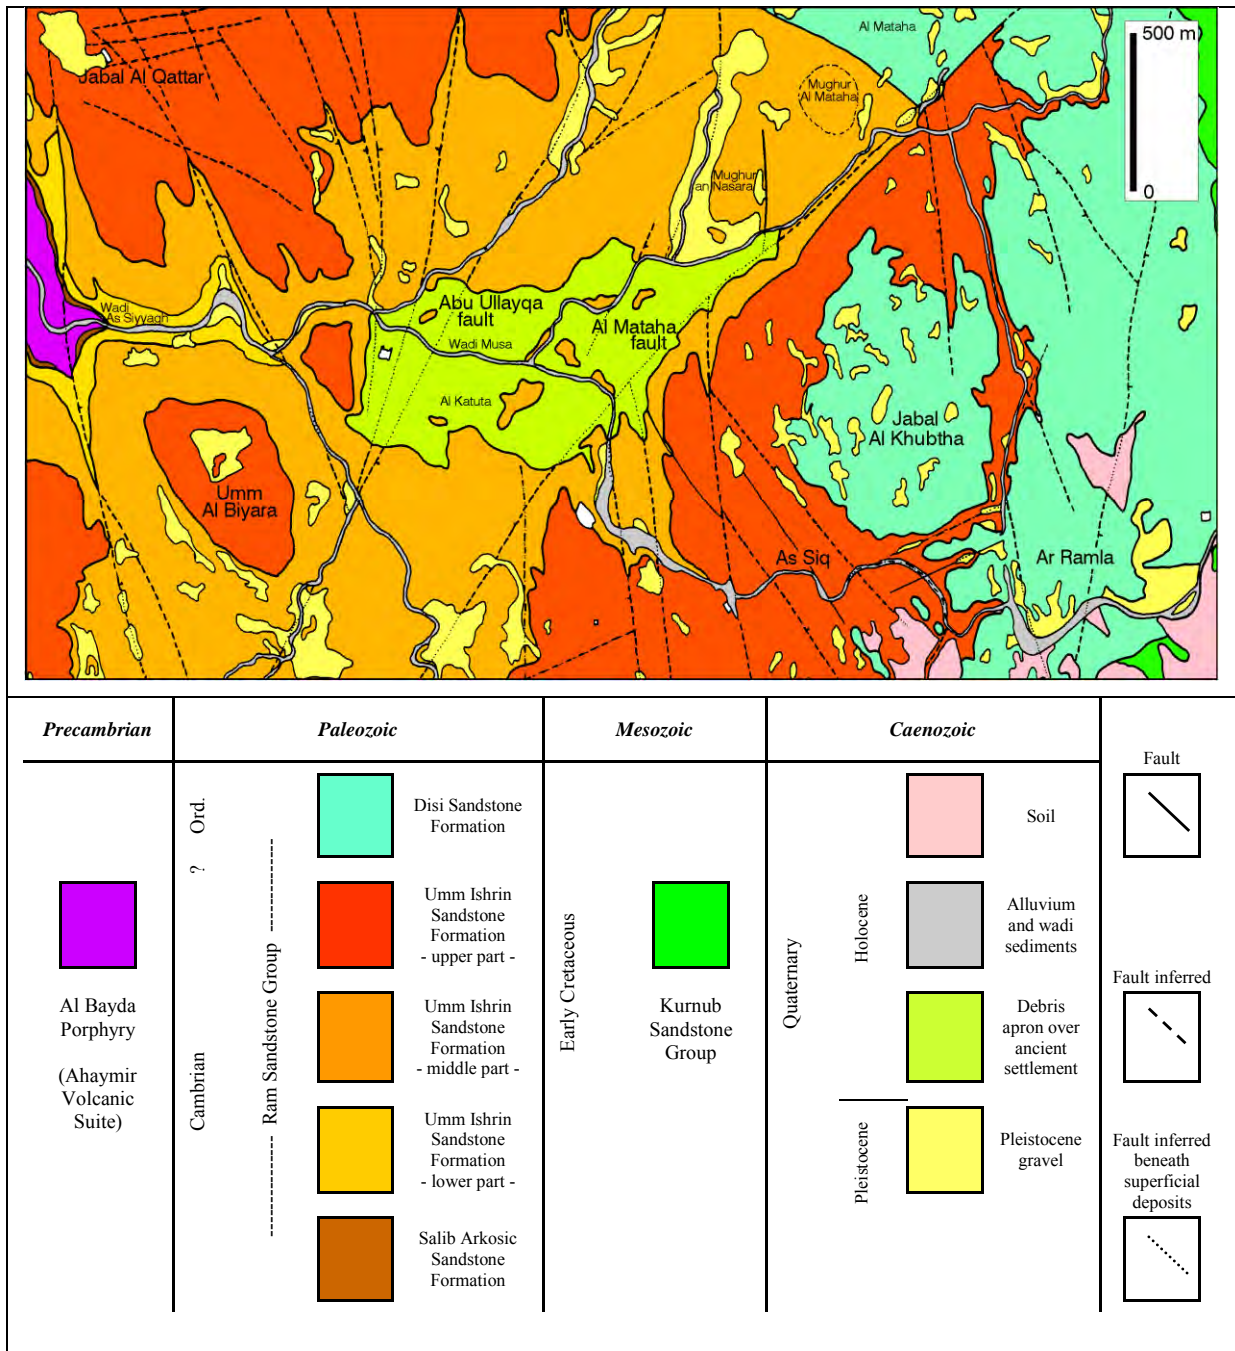 Al Mataha
500 m
0
Jabal Al Qattar
Mughur
Al Mataha
Mughur
an Nasara
Wadi
As Siyyagh
Abu Ullayqa
fault
Al Mataha
fault
Wadi Musa
Al Katuta
Jabal
Al Khubtha
Umm
Al Biyara
As Siq
Ar Ramla
Precambrian
Paleozoic
Mesozoic
Caenozoic
Fault
Ord.
?
Cambrian
Ram Sandstone Group
Disi Sandstone
Formation
Umm Ishrin
Sandstone
Formation
- upper part -
Umm Ishrin
Sandstone
Formation
- middle part -
Umm Ishrin
Sandstone
Formation
- lower part -
Salib Arkosic
Sandstone
Formation
Al Bayda
Porphyry
(Ahaymir
Volcanic
Suite)
Early Cretaceous
Kurnub
Sandstone
Group
Quaternary
Holocene
Pleistocene
Soil
Alluvium
and wadi
sediments
Debris
apron over
ancient
settlement
Pleistocene
gravel
Fault inferred
Fault inferred
beneath
superficial
deposits